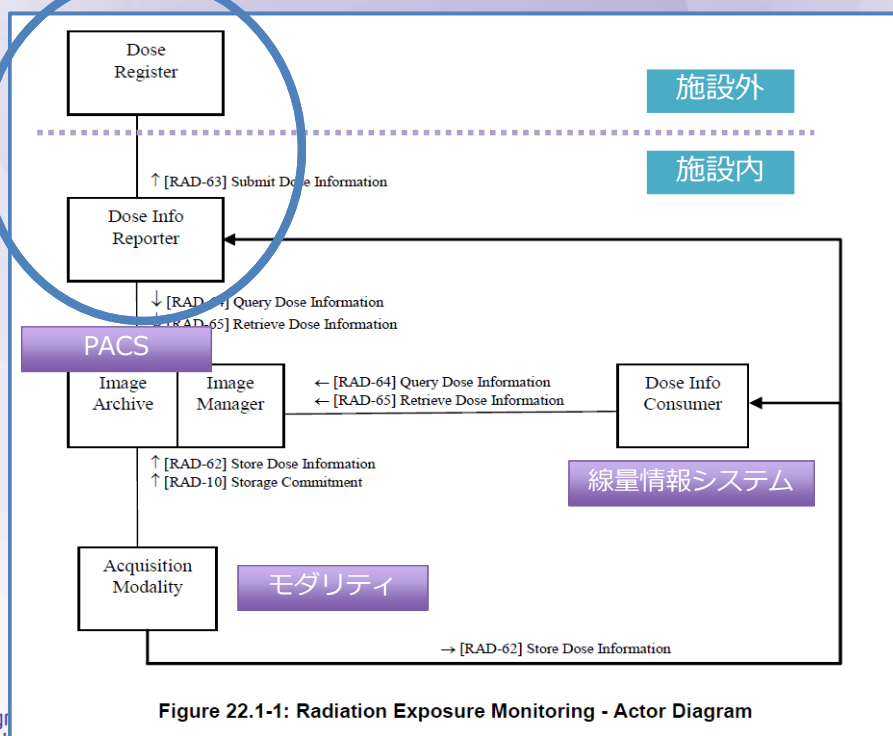 Dose
Register
施設外
施設内
↑ [RAD-63] Submit Dose Information
Dose Info
Reporter
↓ [RAD-64] Query Dose Information
[RAD-65] Retrieve Dose Information
PACS
Image
Archive
Image
Manager
← [RAD-64] Query Dose Information
← [RAD-65] Retrieve Dose Information
Dose Info
Consumer
↑ [RAD-62] Store Dose Information
↑ [RAD-10] Storage Commitment
線量情報システム
Acquisition
Modality
モダリティ
→ [RAD-62] Store Dose Information
Figure 22.1-1: Radiation Exposure Monitoring - Actor Diagram